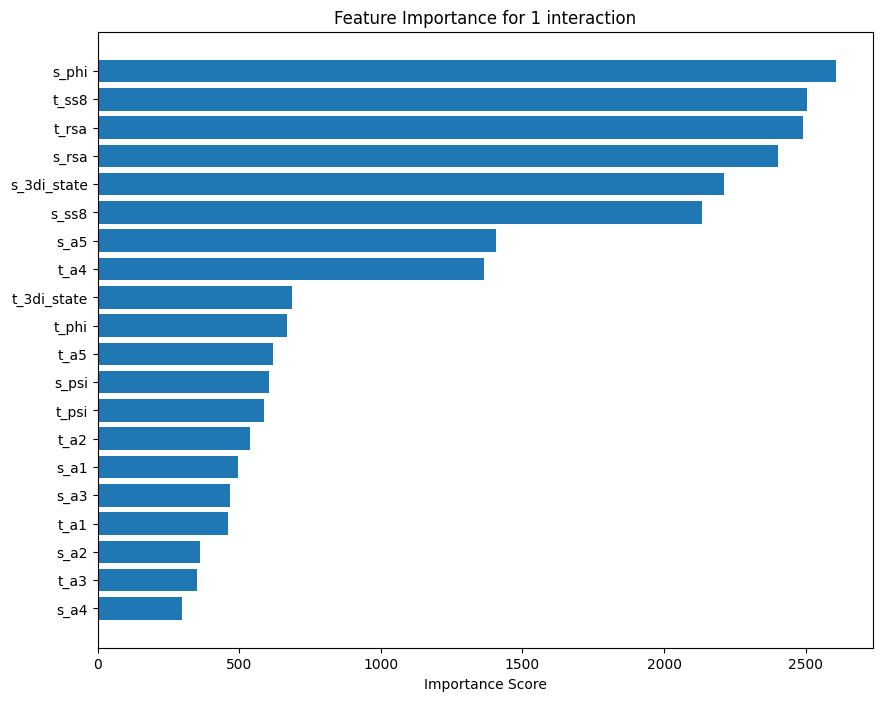 Feature Importance for 1 interaction
s_phi
t_ss8
t_rsa
s_rsa
s_3di_state
s_ss8
s_a5
t_a4
t_3di_state
t_phi
t_a5
s_psi
t_psi
t_a2
s_a1
s_a3
t_a1
s_a2
t_a3
s_a4
0 500 1000 1500 2000 2500
Importance Score